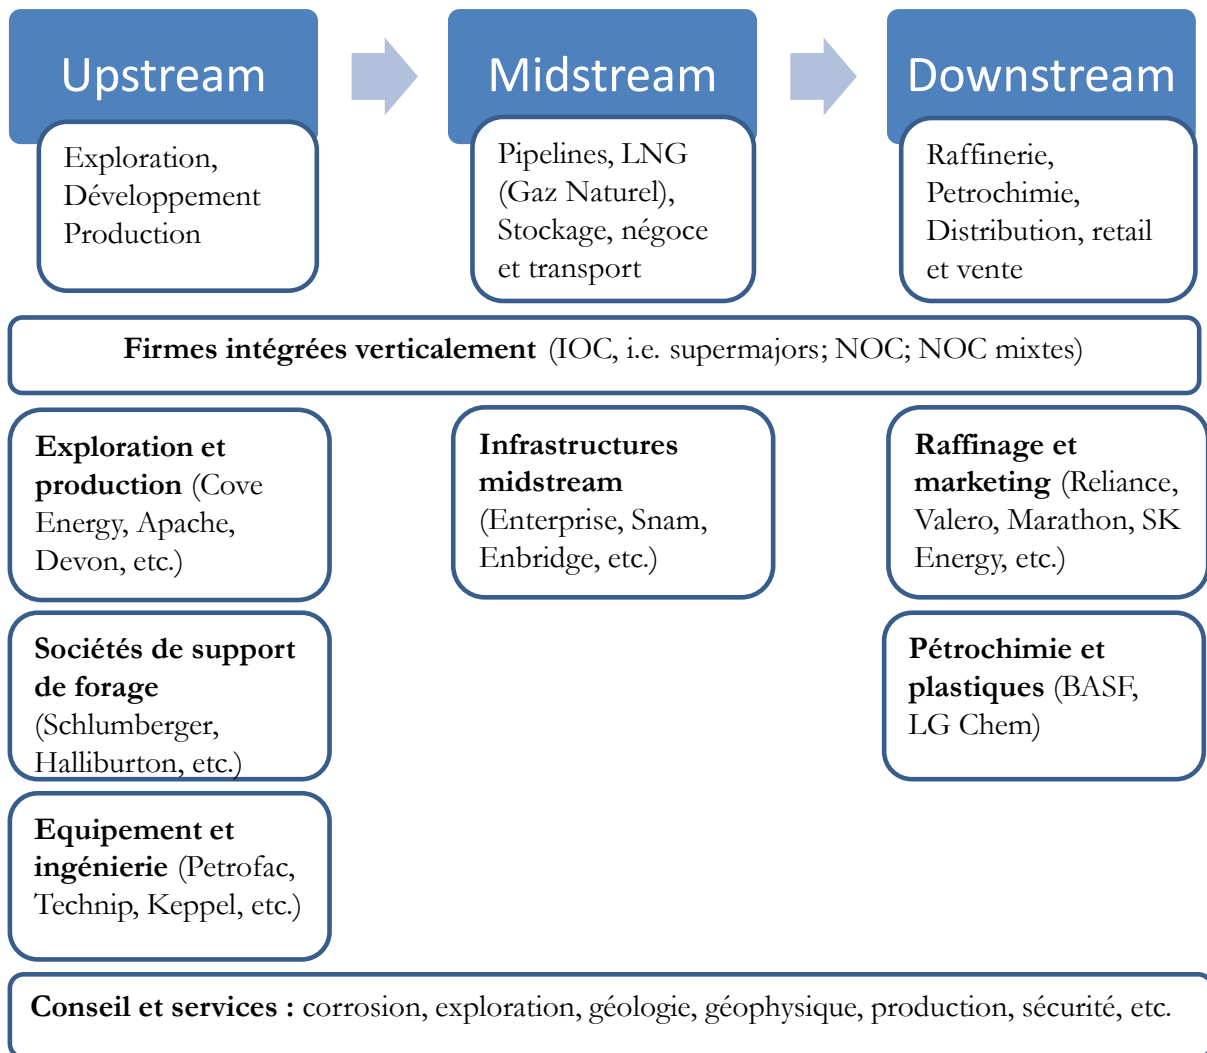 Upstream
Midstream
Downstream
Exploration,
Développement
Production
Pipelines, LNG
(Gaz Naturel),
Stockage, négoce
et transport
Raffinerie,
Petrochimie,
Distribution, retail
et vente
Firmes intégrées verticalement (IOC, i.e. supermajors; NOC; NOC mixtes)
Exploration et
production (Cove
Energy, Apache,
Devon, etc.)
Infrastructures
midstream
(Enterprise, Snam,
Enbridge, etc.)
Raffinage et
marketing (Reliance,
Valero, Marathon, SK
Energy, etc.)
Sociétés de support
de forage
(Schlumberger,
Halliburton, etc.)
Pétrochimie et
plastiques (BASF,
LG Chem)
Equipement et
ingénierie (Petrofac,
Technip, Keppel, etc.)
Conseil et services : corrosion, exploration, géologie, géophysique, production, sécurité, etc.